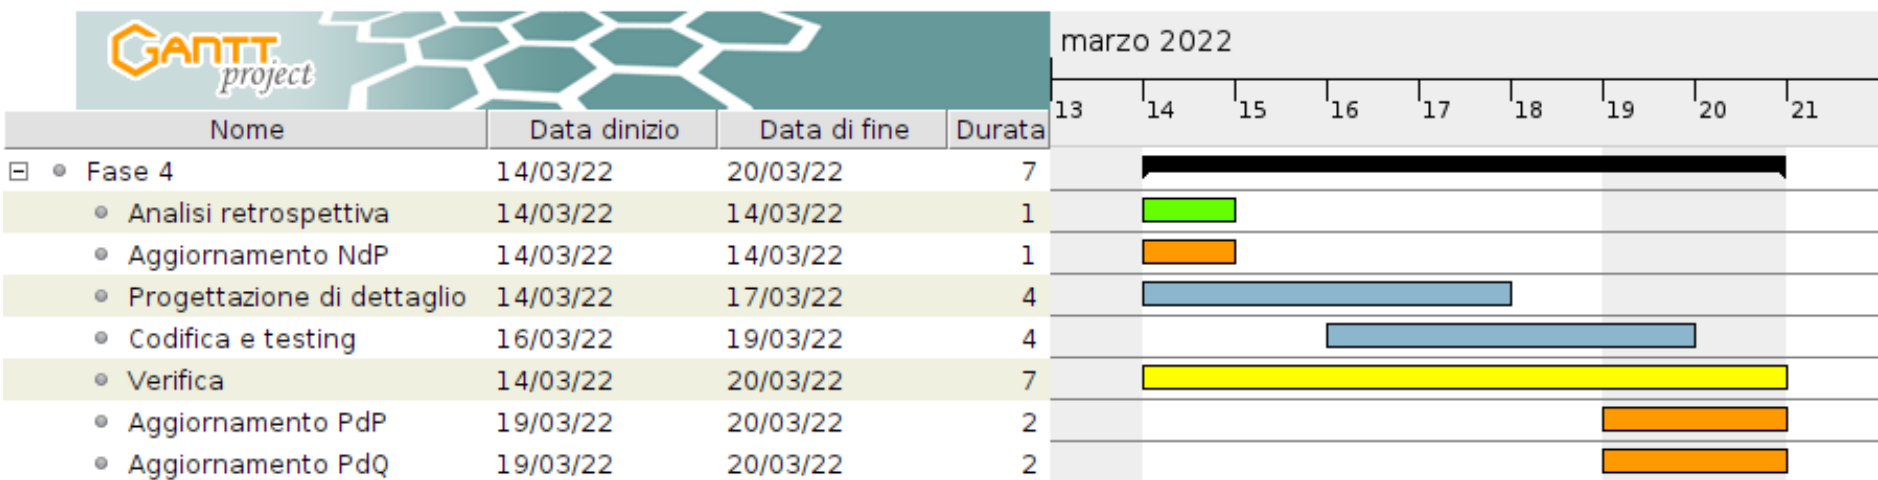 GANTT
project
marzo 2022
13 14 15 16 17 18 19 20 21
Nome Data dinizio Data di fine Durata
Fase 4 14/03/22 20/03/22 7
Analisi retrospettiva 14/03/22 14/03/22 1
Aggiornamento NdP 14/03/22 14/03/22 1
Progettazione di dettaglio 14/03/22 17/03/22 4
Codifica e testing 16/03/22 19/03/22 4
Verifica 14/03/22 20/03/22 7
Aggiornamento PdP 19/03/22 20/03/22 2
Aggiornamento PdQ 19/03/22 20/03/22 2